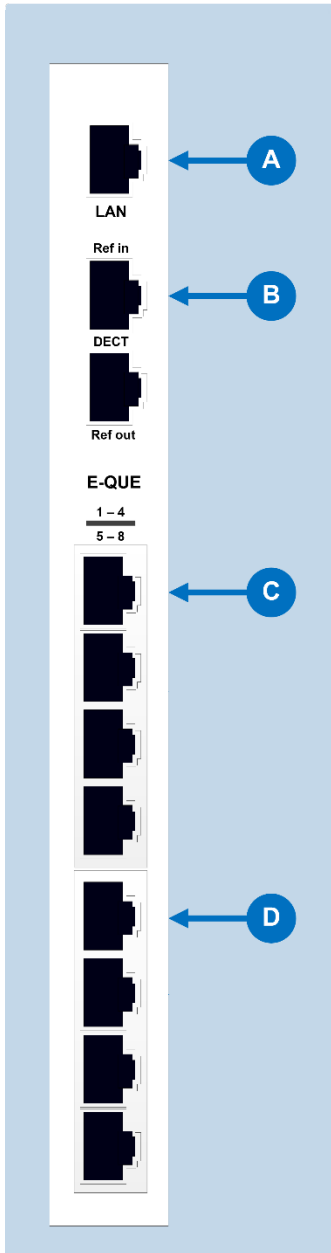 A
LAN
Ref in
B
DECT
Ref out
E-QUE
1 – 4
5 – 8
C
D